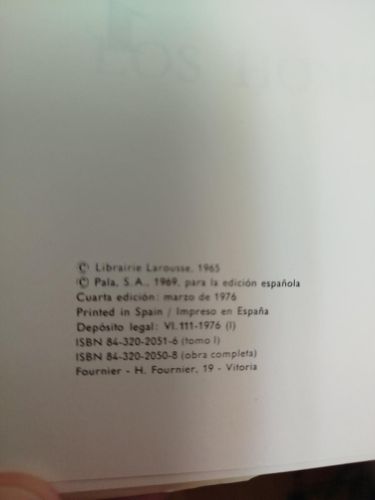 © Librairie Larousse, 1965
© Pala, S. A., 1969, para la edición española
Cuarta edición: marzo de 1976
Printed in Spain / Impreso en España
Depósito legal: VI. 111-1976 (I)
ISBN 84-320-2051-6 (tomo I)
ISBN 84-320-2050-8 (obra completa)
Fournier - H. Fournier, 19 - Vitoria